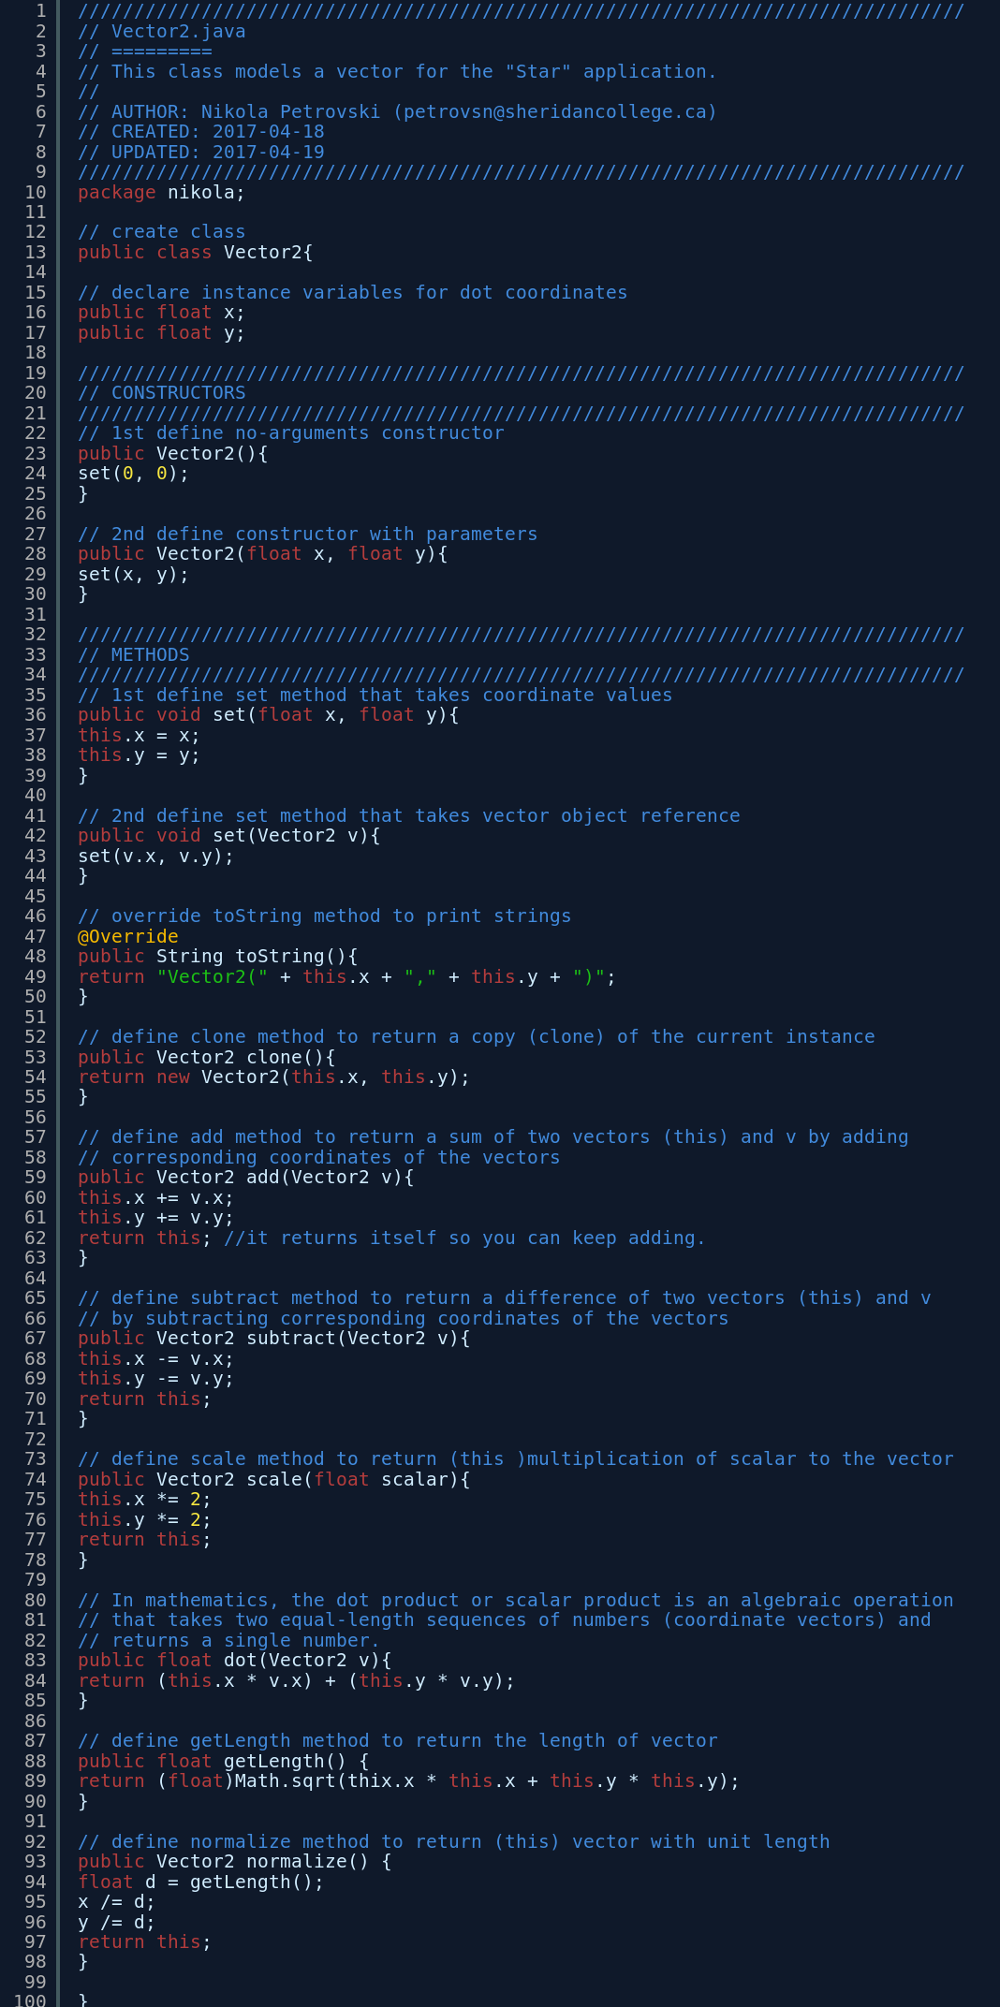 1 ///////////////////////////////////////////////////////////////////////////////
2 // Vector2.java
3 // =========
4 // This class models a vector for the "Star" application.
5 //
6 // AUTHOR: Nikola Petrovski (petrovsn@sheridancollege.ca)
7 // CREATED: 2017-04-18
8 // UPDATED: 2017-04-19
9 ///////////////////////////////////////////////////////////////////////////////
10 package nikola;
11
12 // create class
13 public class Vector2{
14
15 // declare instance variables for dot coordinates
16 public float x;
17 public float y;
18
19 ///////////////////////////////////////////////////////////////////////////////
20 // CONSTRUCTORS
21 ///////////////////////////////////////////////////////////////////////////////
22 // 1st define no-arguments constructor
23 public Vector2(){
24 set(0, 0);
25 }
26
27 // 2nd define constructor with parameters
28 public Vector2(float x, float y){
29 set(x, y);
30 }
31
32 ///////////////////////////////////////////////////////////////////////////////
33 // METHODS
34 ///////////////////////////////////////////////////////////////////////////////
35 // 1st define set method that takes coordinate values
36 public void set(float x, float y){
37 this.x = x;
38 this.y = y;
39 }
40
41 // 2nd define set method that takes vector object reference
42 public void set(Vector2 v){
43 set(v.x, v.y);
44 }
45
46 // override toString method to print strings
47 @Override
48 public String toString(){
49 return "Vector2(" + this.x + "," + this.y + ")";
50 }
51
52 // define clone method to return a copy (clone) of the current instance
53 public Vector2 clone(){
54 return new Vector2(this.x, this.y);
55 }
56
57 // define add method to return a sum of two vectors (this) and v by adding
58 // corresponding coordinates of the vectors
59 public Vector2 add(Vector2 v){
60 this.x += v.x;
61 this.y += v.y;
62 return this; //it returns itself so you can keep adding.
63 }
64
65 // define subtract method to return a difference of two vectors (this) and v
66 // by subtracting corresponding coordinates of the vectors
67 public Vector2 subtract(Vector2 v){
68 this.x -= v.x;
69 this.y -= v.y;
70 return this;
71 }
72
73 // define scale method to return (this )multiplication of scalar to the vector
74 public Vector2 scale(float scalar){
75 this.x *= 2;
76 this.y *= 2;
77 return this;
78 }
79
80 // In mathematics, the dot product or scalar product is an algebraic operation
81 // that takes two equal-length sequences of numbers (coordinate vectors) and
82 // returns a single number.
83 public float dot(Vector2 v){
84 return (this.x * v.x) + (this.y * v.y);
85 }
86
87 // define getLength method to return the length of vector
88 public float getLength() {
89 return (float)Math.sqrt(thix.x * this.x + this.y * this.y);
90 }
91
92 // define normalize method to return (this) vector with unit length
93 public Vector2 normalize() {
94 float d = getLength();
95 x /= d;
96 y /= d;
97 return this;
98 }
99
100 }